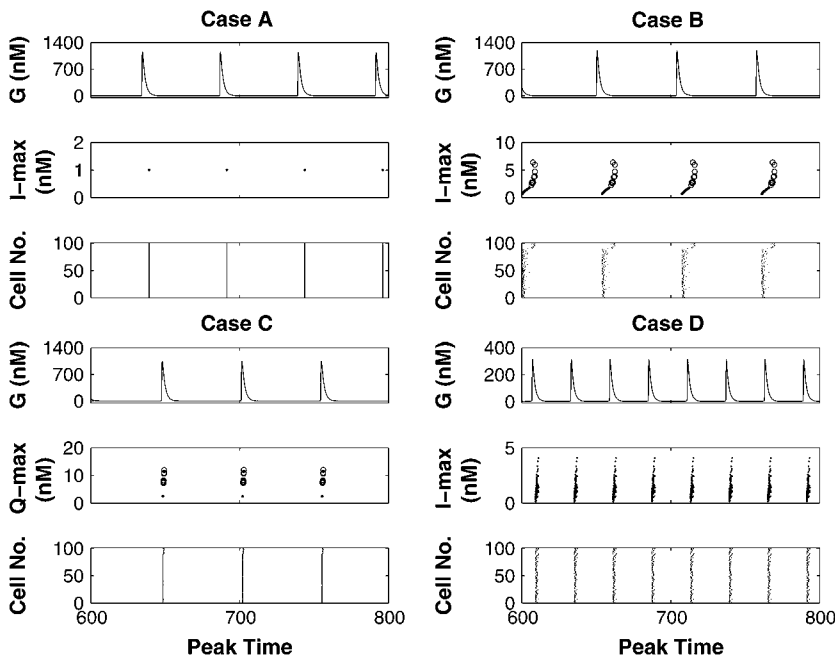 Case A
G (nM)
1400
700
0
I-max
(nM)
2
1
0
Cell No.
100
50
0
Case B
G (nM)
1400
700
0
I-max
(nM)
10
5
0
Cell No.
100
50
0
Case C
G (nM)
1400
700
0
Q-max
(nM)
20
10
0
Cell No.
100
50
0
600
700
800
Peak Time
Case D
G (nM)
400
200
0
I-max
(nM)
5
0
Cell No.
100
50
0
600
700
800
Peak Time